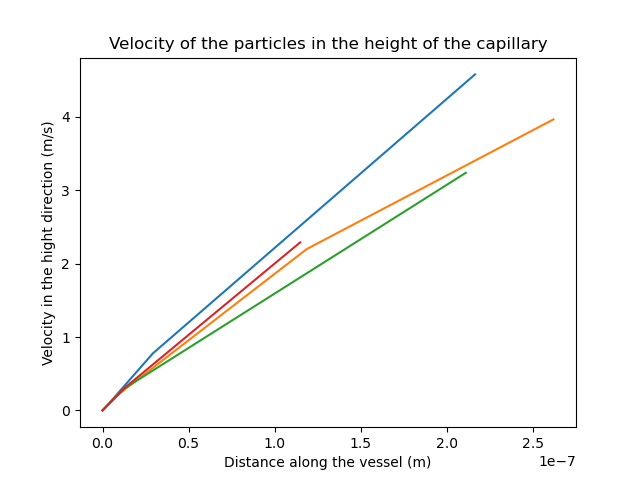 Velocity of the particles in the height of the capillary
Velocity in the hight direction (m/s)
4
3
2
1
0
0.0 0.5 1.0 1.5 2.0 2.5
1e−7
Distance along the vessel (m)